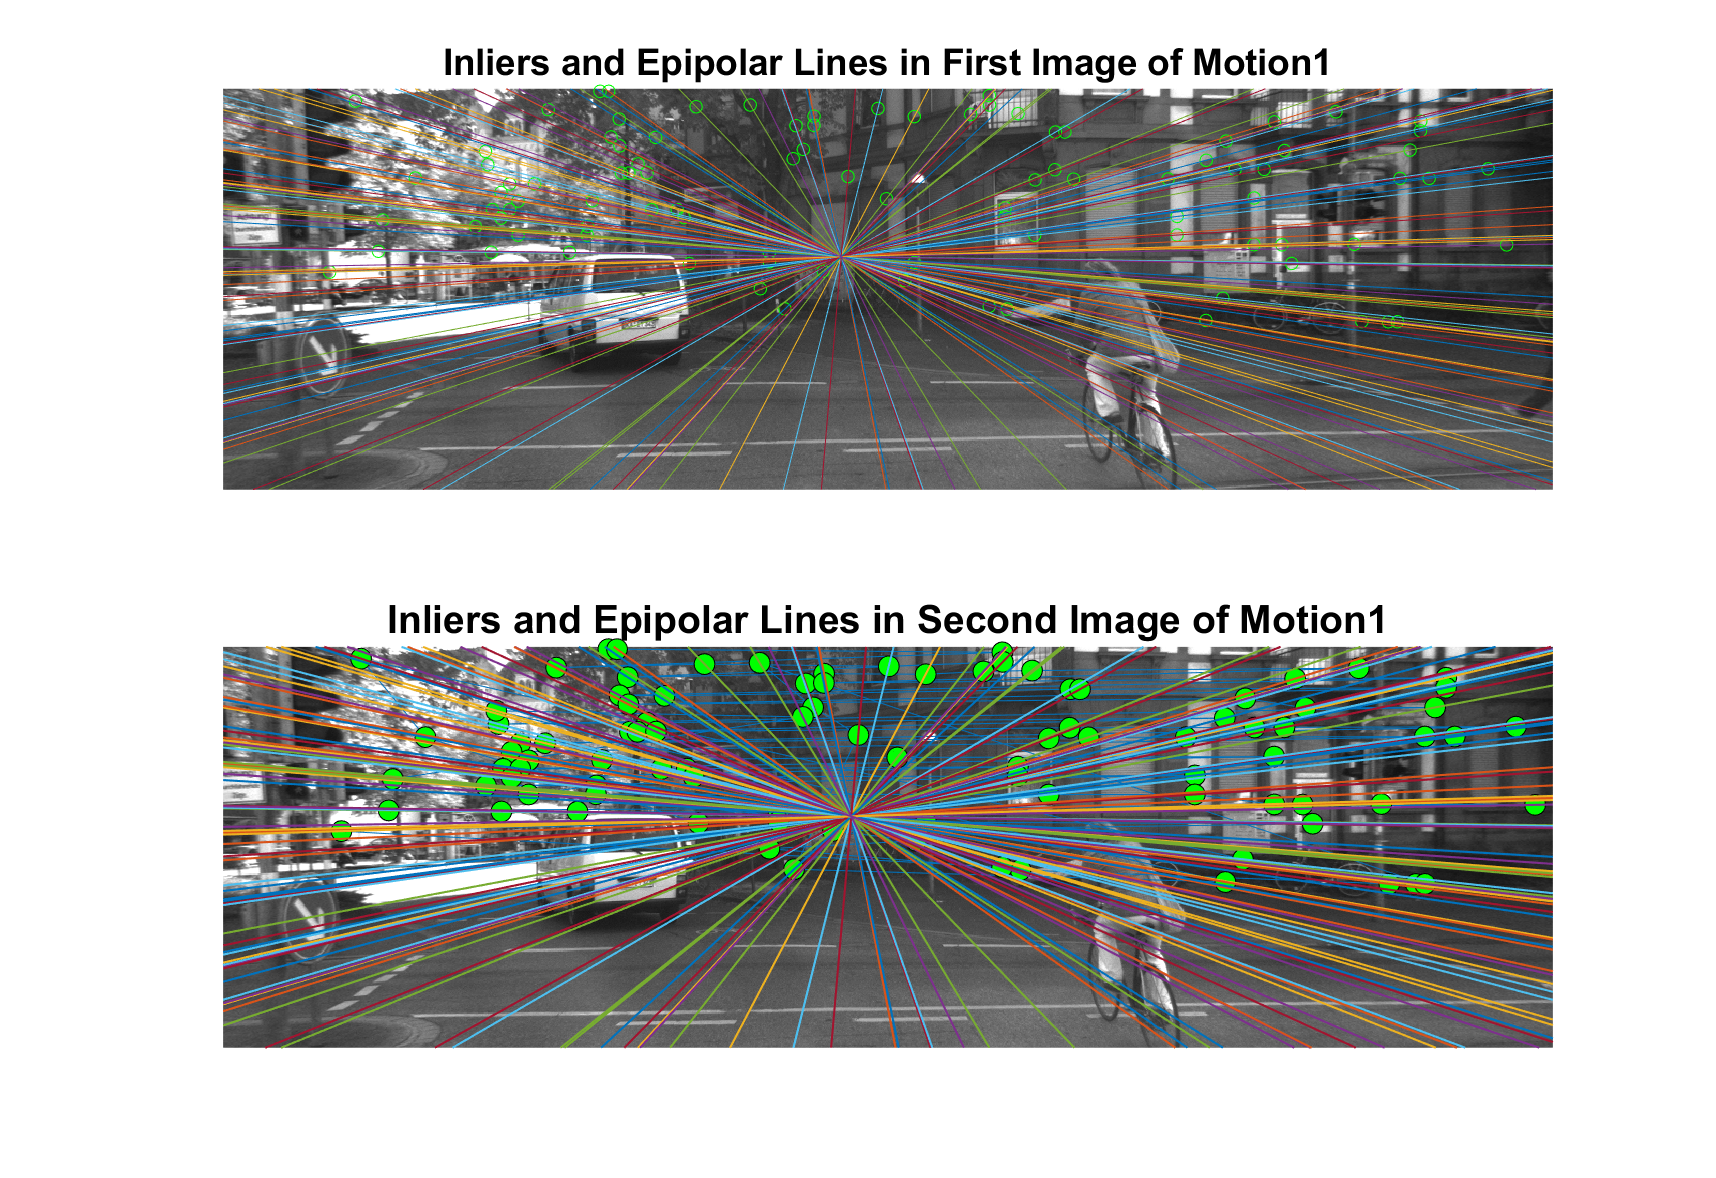 Inliers and Epipolar Lines in First Image of Motion1
Inliers and Epipolar Lines in Second Image of Motion1